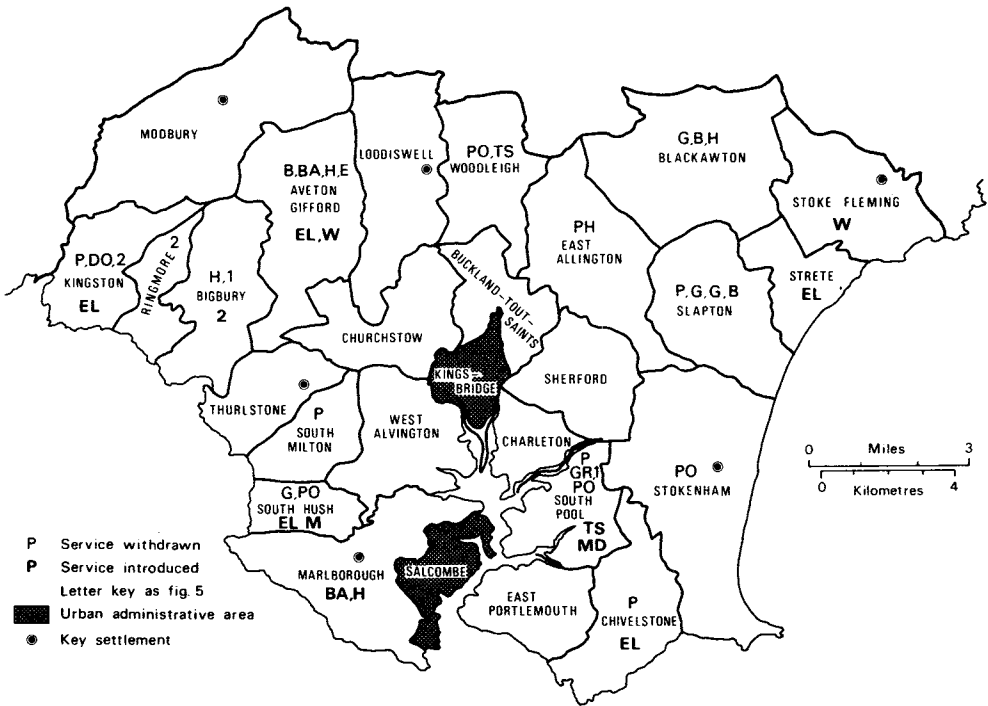 MODBURY
LODDISWELL
PO,TS
WOODLEIGH
G,B,H
BLACKAWTON
B,BA,H,E
AVETON
GIFFORD
EL,W
STOKE FLEMING
W
PH
EAST
ALLINGTON
P,DO,2
KINGSTON
EL
RINGMORE 2
H,1
BIGBURY
2
BUCKLAND-TOUT-
SAINTS
P,G,G,B
SLAPTON
STRETE
EL
CHURCHSTOW
KINGS-
BRIDGE
SHERFORD
THURLSTONE
P
SOUTH
MILTON
WEST
ALVINGTON
CHARLETON
0 Miles 3
0 Kilometres 4
P
GR1
PO
SOUTH
POOL
TS
MD
PO
STOKENHAM
G,PO
SOUTH HUSH
EL M
MARLBOROUGH
BA,H
SALCOMBE
EAST
PORTLEMOUTH
P
CHIVELSTONE
EL
P Service withdrawn
P Service introduced
Letter key as fig. 5
Urban administrative area
Key settlement